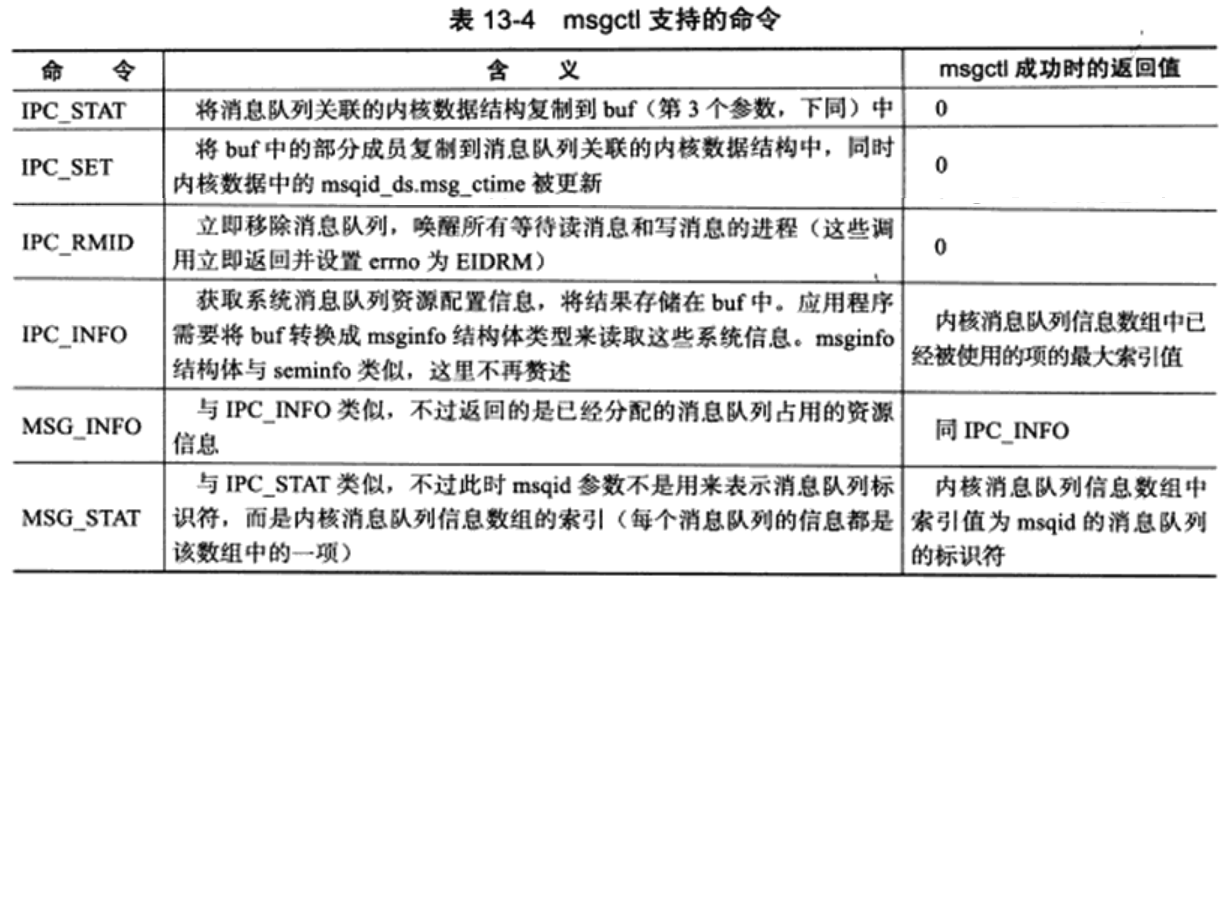 表 13-4 msgctl 支持的命令
命 令 含 义 msgctl 成功时的返回值
IPC_STAT 将消息队列关联的内核数据结构复制到 buf（第 3 个参数，下同）中 0
IPC_SET 将 buf 中的部分成员复制到消息队列关联的内核数据结构中，同时
内核数据中的 msqid_ds.msg_ctime 被更新 0
IPC_RMID 立即移除消息队列，唤醒所有等待读消息和写消息的进程（这些调
用立即返回并设置 errno 为 EIDRM） 0
IPC_INFO 获取系统消息队列资源配置信息，将结果存储在 buf 中。应用程序
需要将 buf 转换成 msginfo 结构体类型来读取这些系统信息。msginfo
结构体与 seminfo 类似，这里不再赘述
内核消息队列信息数组中已
经被使用的项的最大索引值
MSG_INFO 与 IPC_INFO 类似，不过返回的是已经分配的消息队列占用的资源
信息
同 IPC_INFO
MSG_STAT 与 IPC_STAT 类似，不过此时 msqid 参数不是用来表示消息队列标
识符，而是内核消息队列信息数组的索引（每个消息队列的信息都是
该数组中的一项）
内核消息队列信息数组中
索引值为 msqid 的消息队列
的标识符